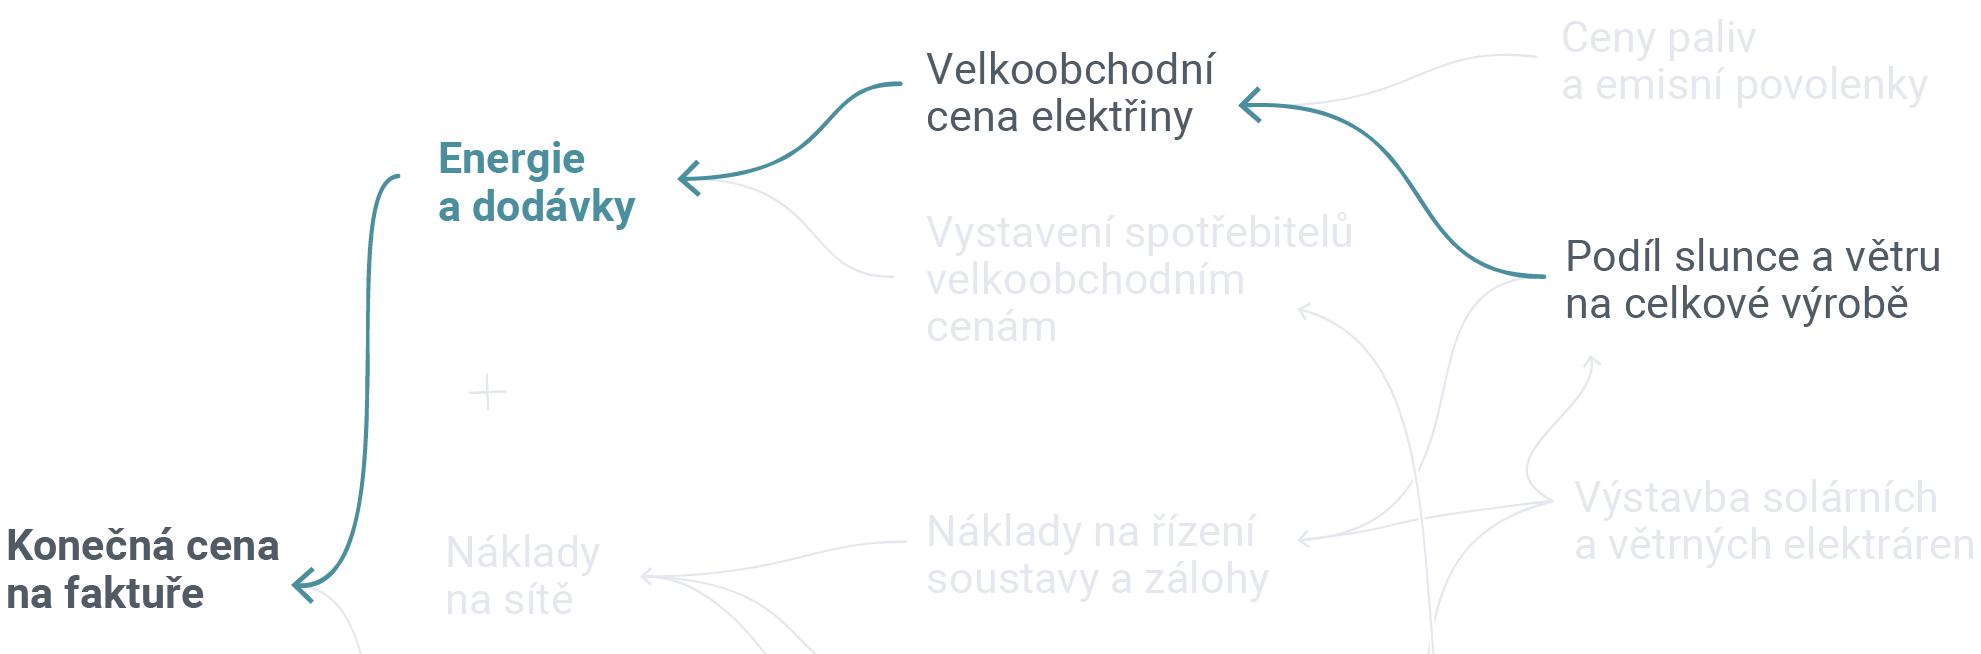 Ceny paliv
a emisní povolenky
Velkoobchodní
cena elektřiny
Energie
a dodávky
Vystavení spotřebitelů
velkoobchodním
cenám
Podíl slunce a větru
na celkové výrobě
Výstavba solárních
a větrných elektráren
Náklady na řízení
soustavy a zálohy
Náklady
na sítě
Konečná cena
na faktuře